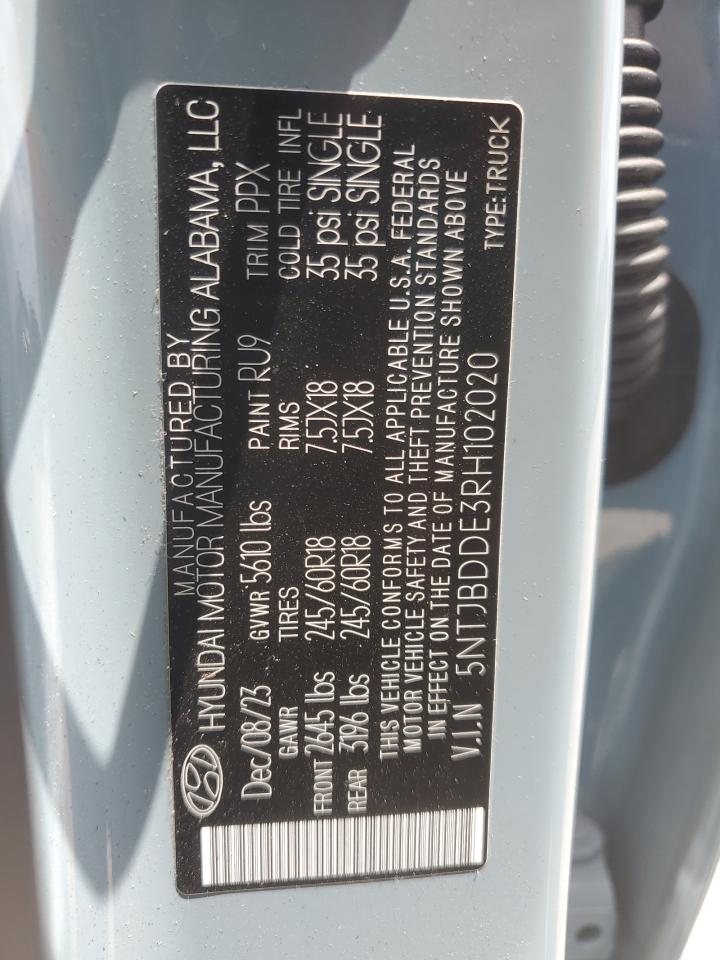 MANUFACTURED BY
HYUNDAI MOTOR MANUFACTURING ALABAMA, LLC
Dec/08/23 GVWR 5610 lbs PAINT RU9 TRIM PPX
GAWR TIRES RIMS COLD TIRE INFL
FRONT 2645 lbs 245/60R18 7.5JX18 35 psi SINGLE
REAR 3196 lbs 245/60R18 7.5JX18 35 psi SINGLE
THIS VEHICLE CONFORMS TO ALL APPLICABLE U.S.A. FEDERAL
MOTOR VEHICLE SAFETY AND THEFT PREVENTION STANDARDS
IN EFFECT ON THE DATE OF MANUFACTURE SHOWN ABOVE
V.I.N 5NTJBDDE3RH102020 TYPE:TRUCK